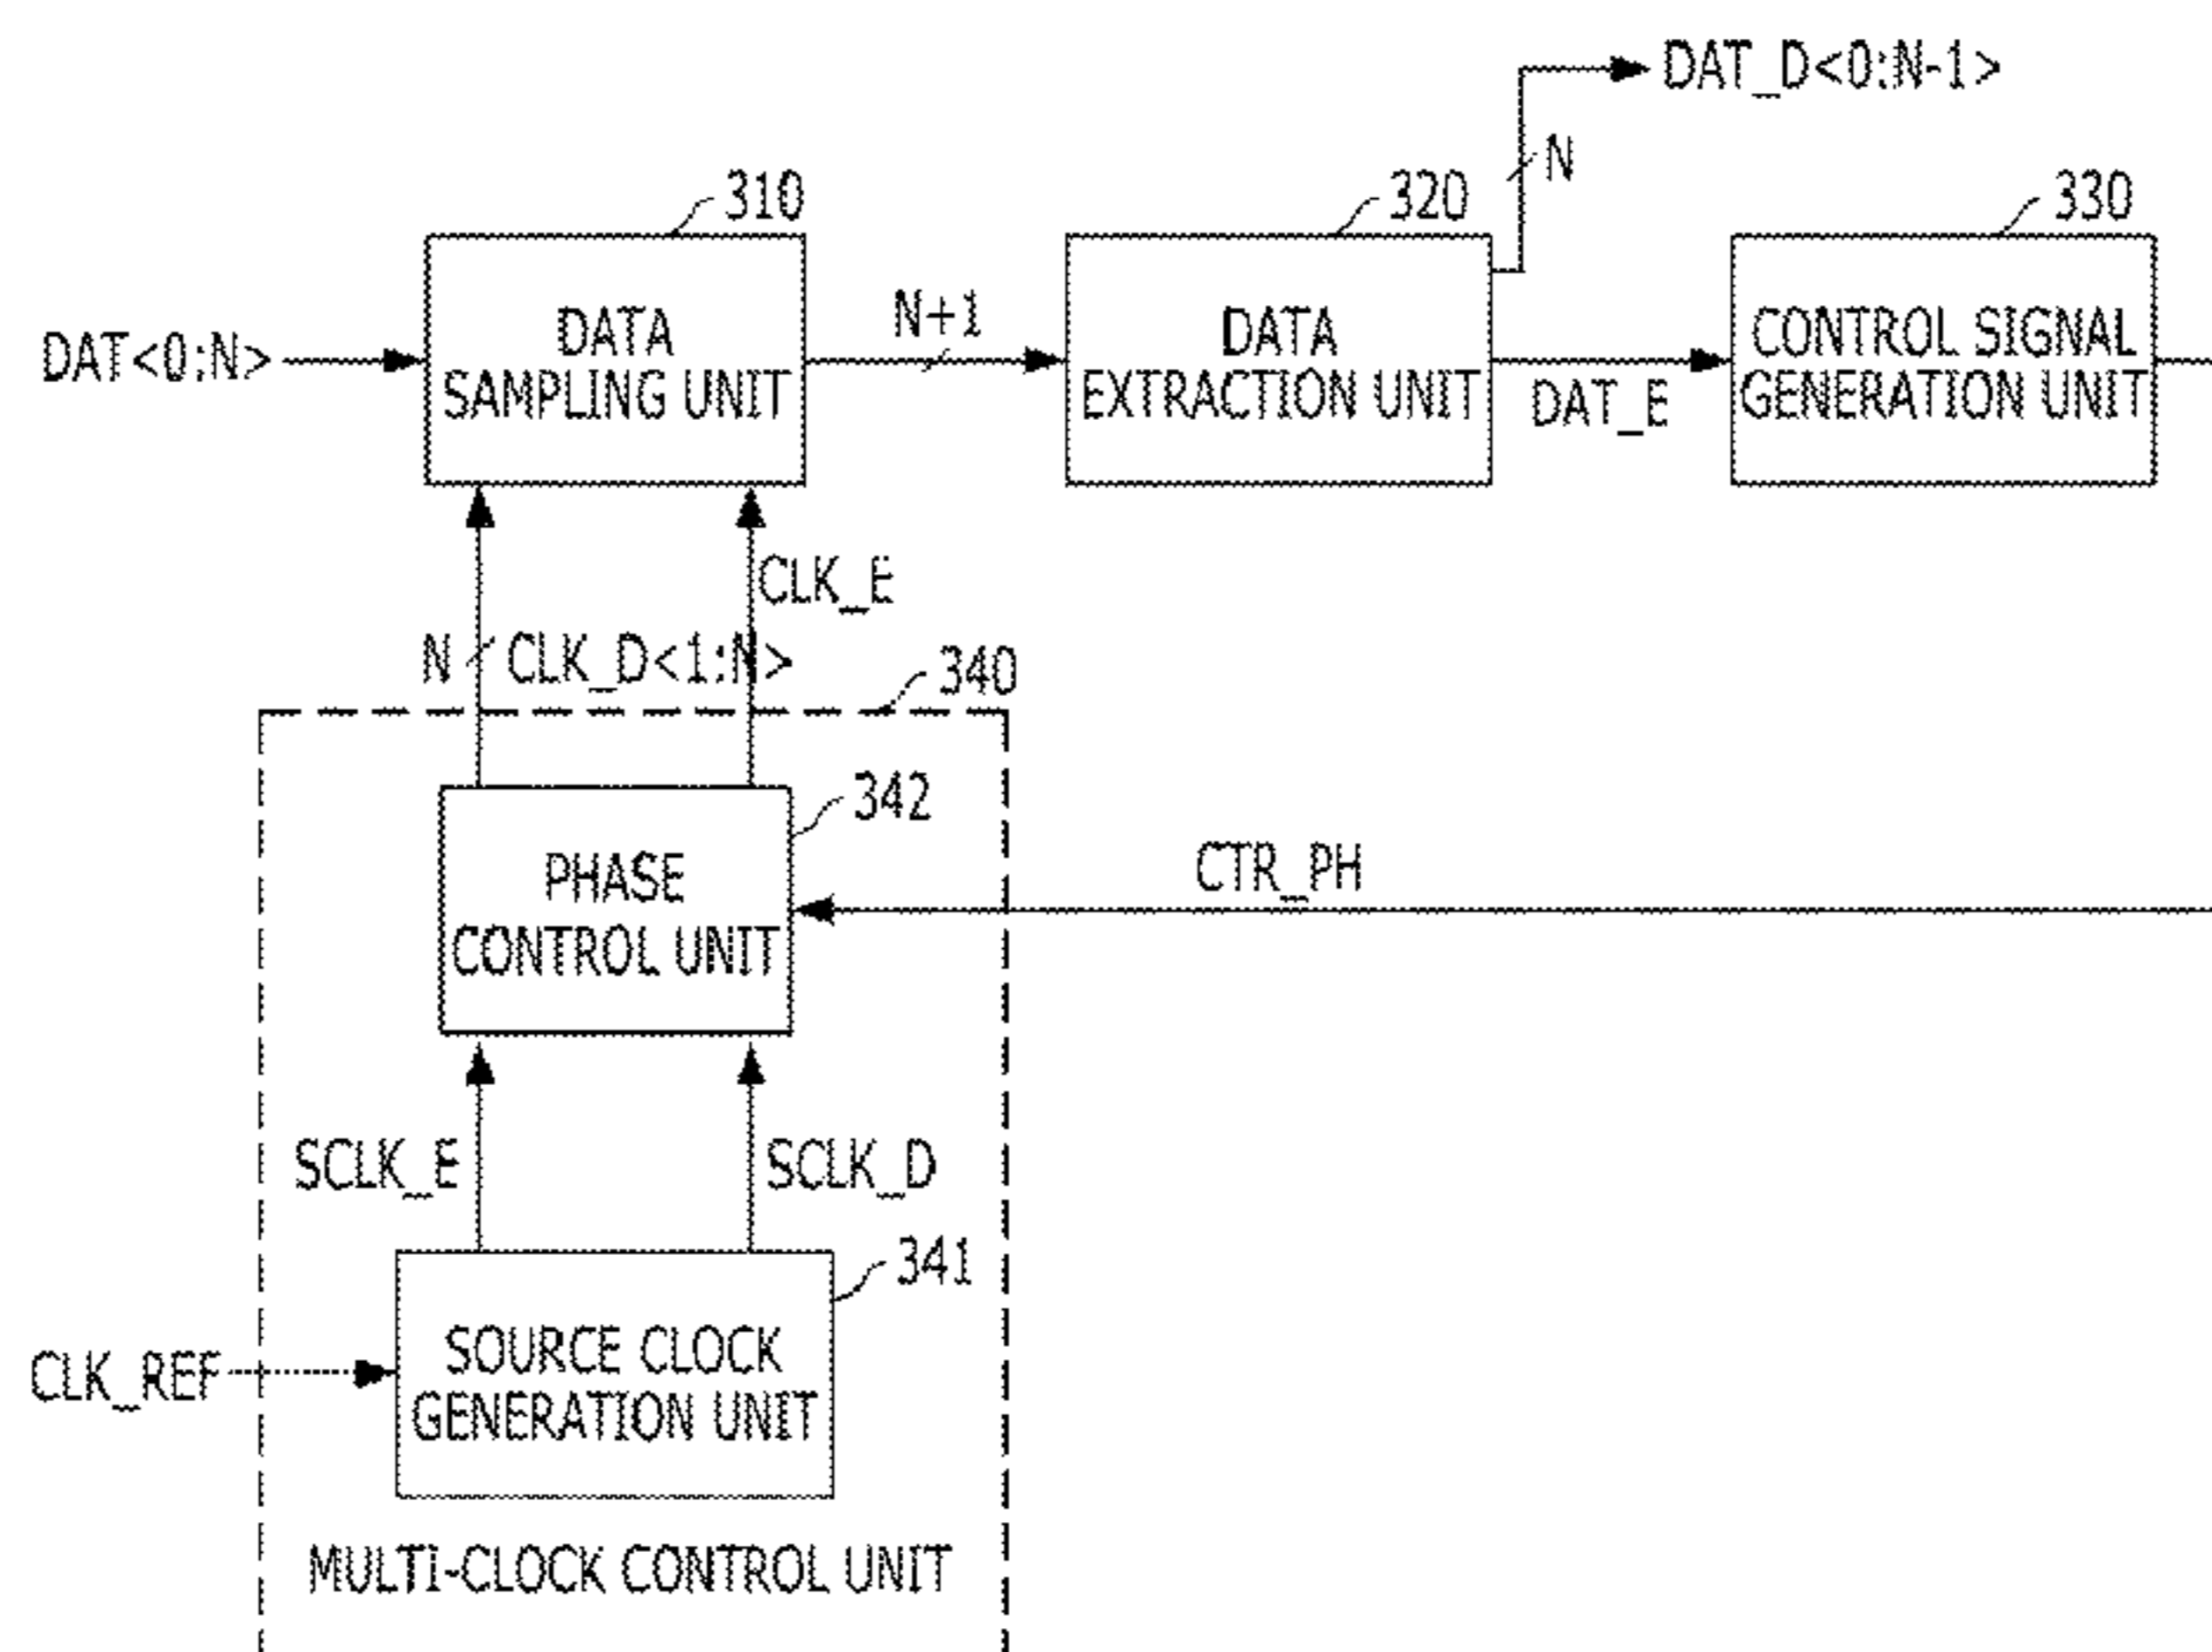 DAT_D<0:N-1>
N
310
320
330
DAT<0:N>
DATA
SAMPLING UNIT
N+1
DATA
EXTRACTION UNIT
DAT_E
CONTROL SIGNAL
GENERATION UNIT
CLK_E
N
CLK_D<1:N>
340
342
PHASE
CONTROL UNIT
CTR_PH
SCLK_E
SCLK_D
341
CLK_REF
SOURCE CLOCK
GENERATION UNIT
MULTI-CLOCK CONTROL UNIT